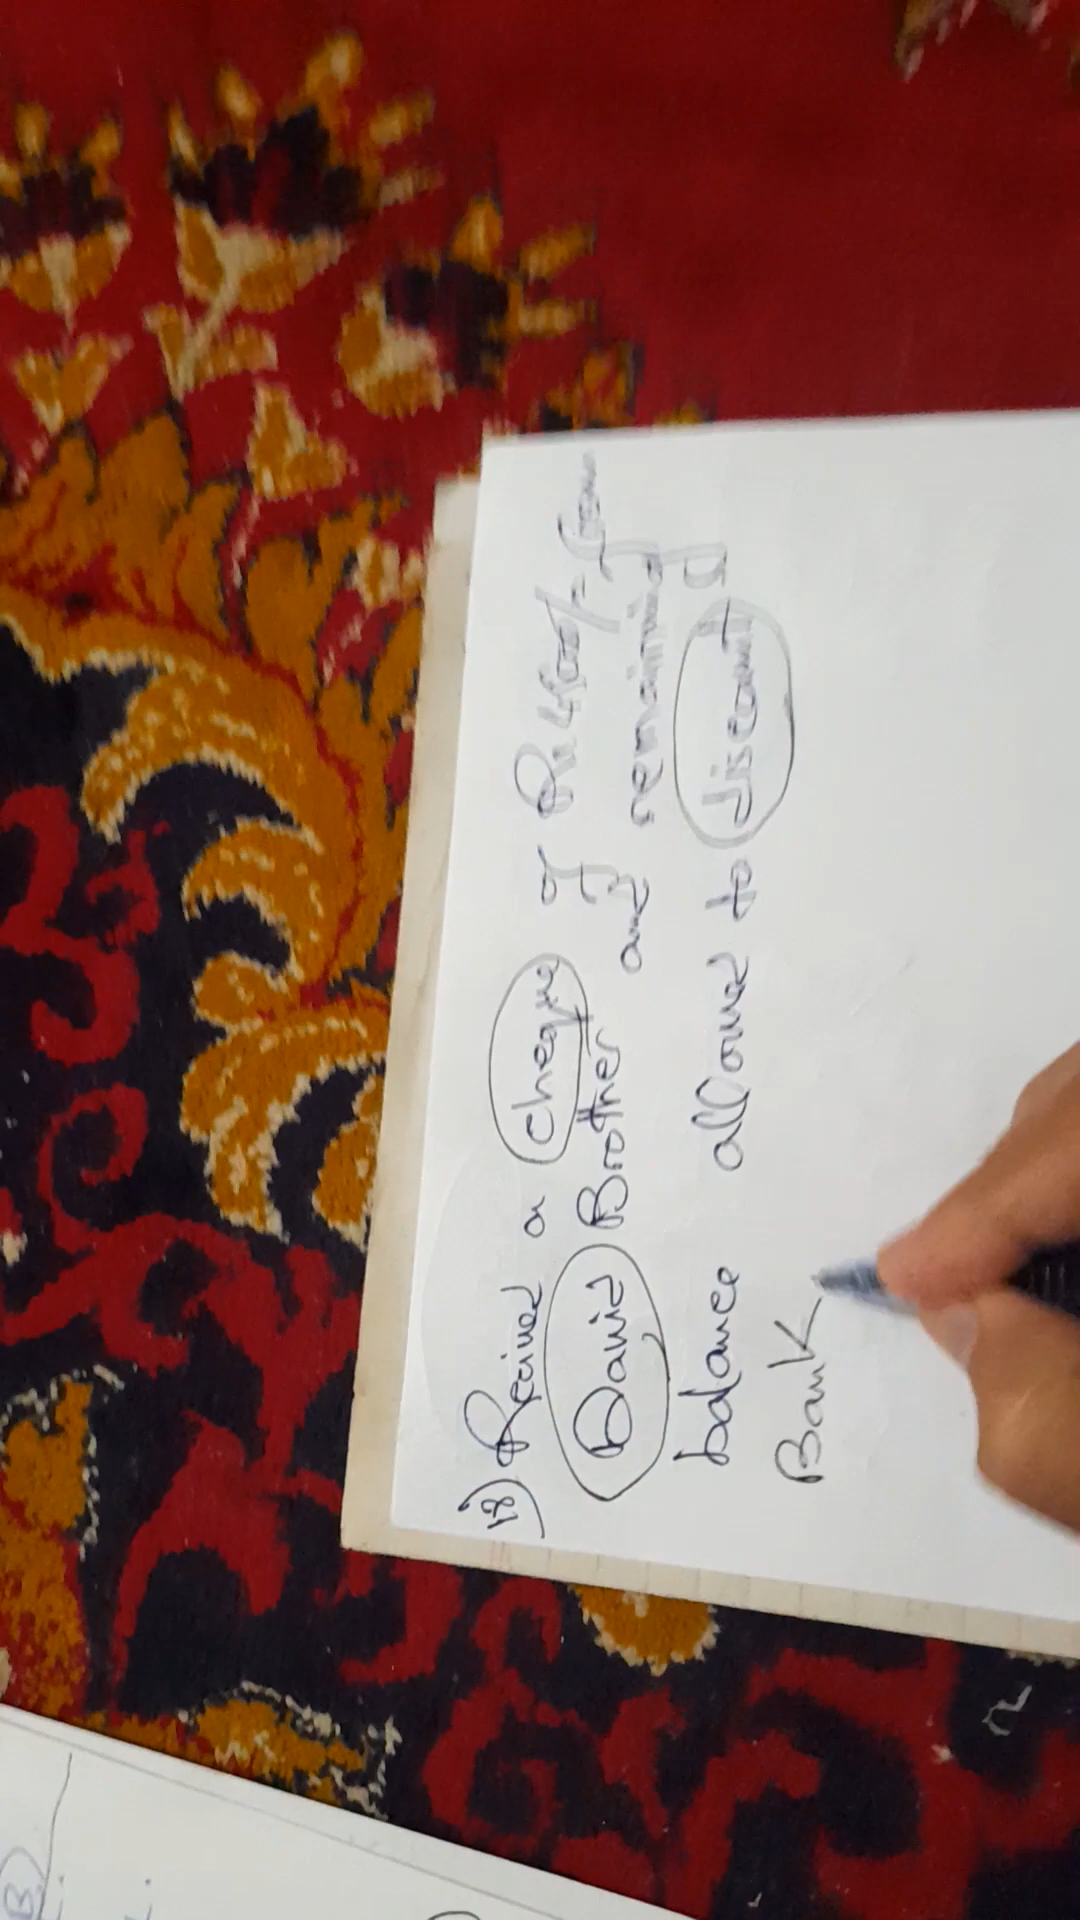 18) Received a cheque of Rs 4500/= from
David Brother and remaining
balance allowed to discount
Bank
B)